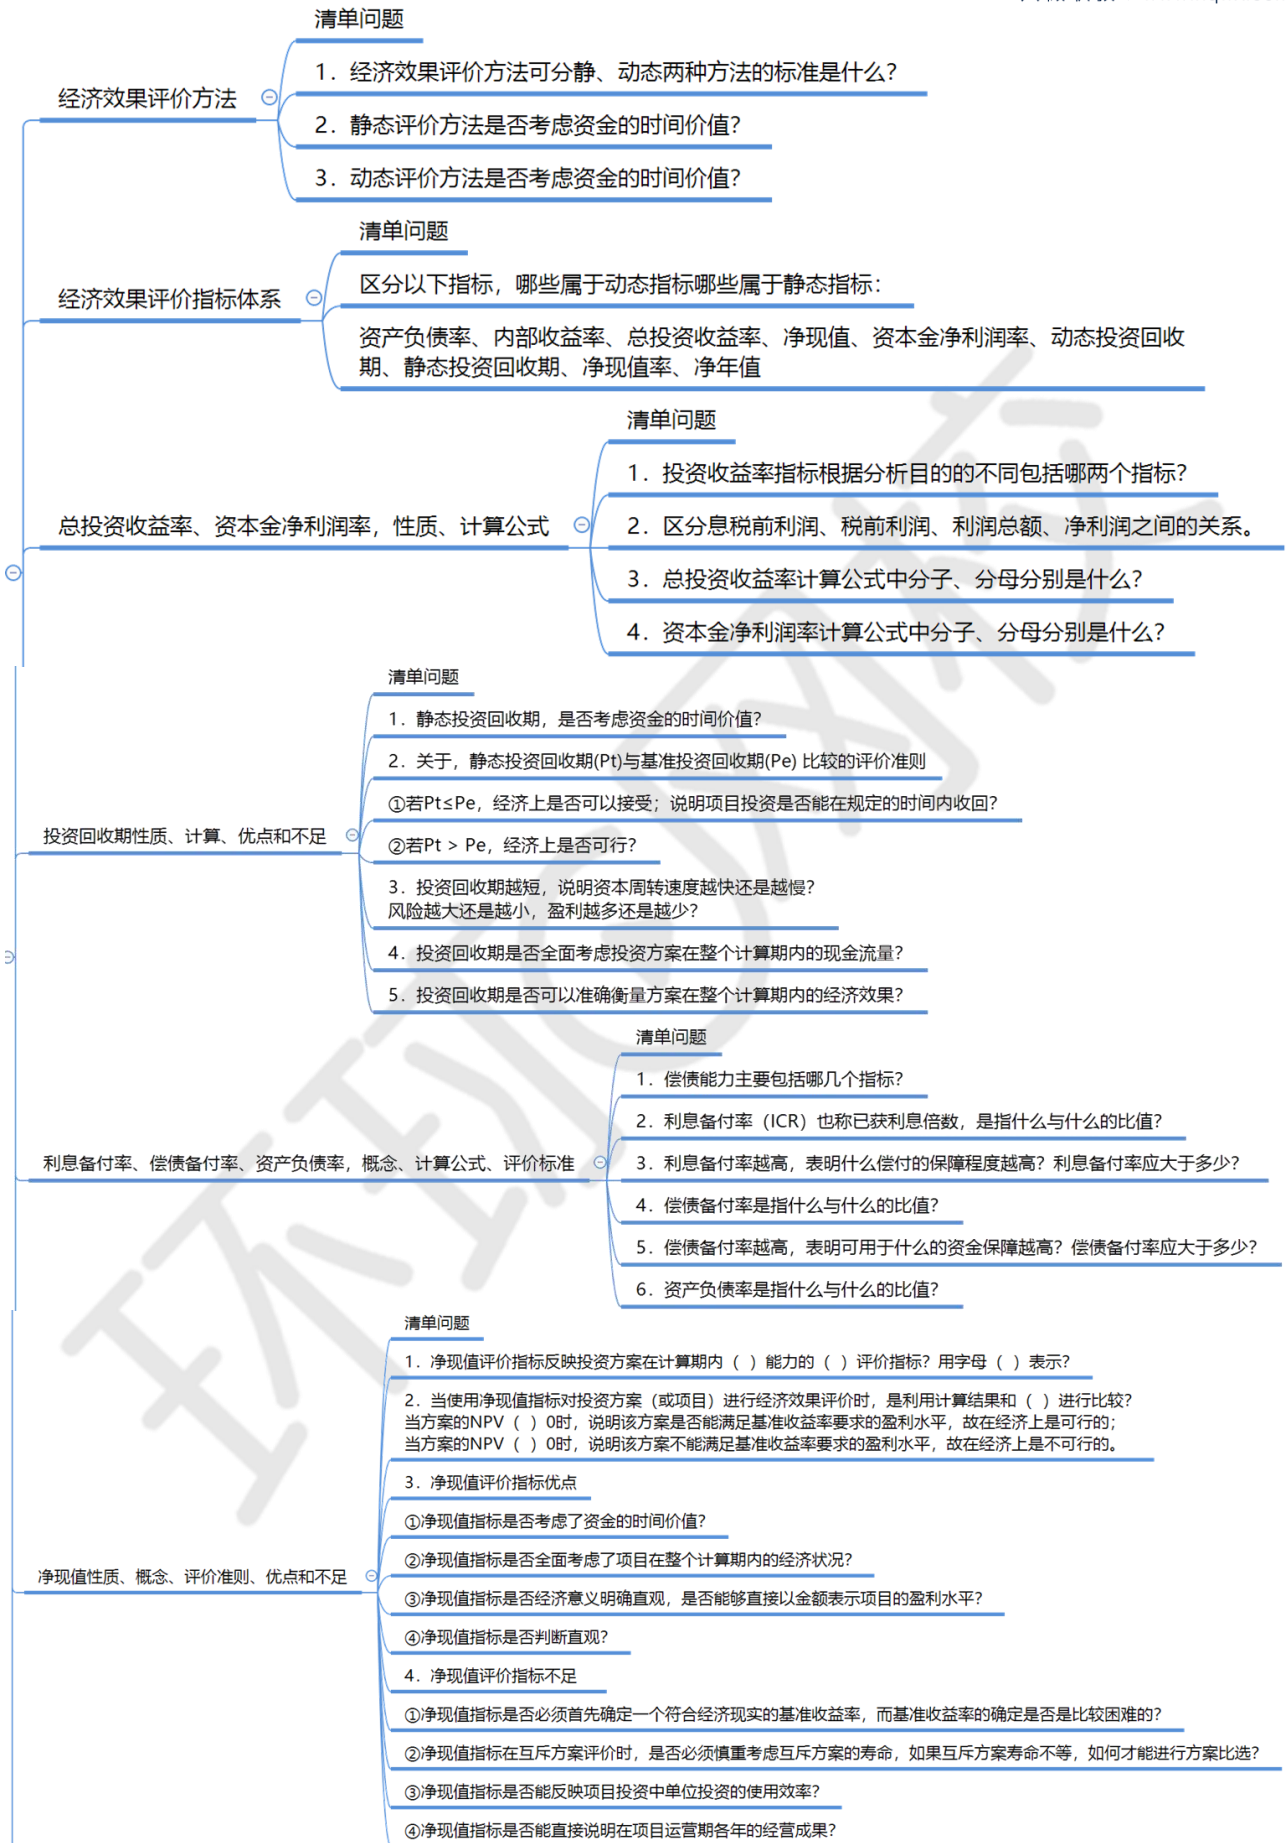 清单问题
1. 经济效果评价方法可分静、动态两种方法的标准是什么?
经济效果评价方法
2. 静态评价方法是否考虑资金的时间价值?
3. 动态评价方法是否考虑资金的时间价值?
清单问题
区分以下指标, 哪些属于动态指标哪些属于静态指标:
经济效果评价指标体系
资产负债率、内部收益率、总投资收益率、净现值、资本金净利润率、动态投资回收
期、静态投资回收期、净现值率、净年值
清单问题
1. 投资收益率指标根据分析目的的不同包括哪两个指标?
总投资收益率、资本金净利润率, 性质、计算公式
2. 区分息税前利润、税前利润、利润总额、净利润之间的关系。
3. 总投资收益率计算公式中分子、分母分别是什么?
4. 资本金净利润率计算公式中分子、分母分别是什么?
清单问题
1. 静态投资回收期, 是否考虑资金的时间价值?
2. 关于, 静态投资回收期(Pt)与基准投资回收期(Pe) 比较的评价准则
①若Pt≤Pe, 经济上是否可以接受; 说明项目投资是否能在规定的时间内收回?
投资回收期性质、计算、优点和不足
②若Pt > Pe, 经济上是否可行?
3. 投资回收期越短, 说明资本周转速度越快还是越慢?
风险越大还是越小, 盈利越多还是越少?
4. 投资回收期是否全面考虑投资方案在整个计算期内的现金流量?
5. 投资回收期是否可以准确衡量方案在整个计算期内的经济效果?
清单问题
1. 偿债能力主要包括哪几个指标?
2. 利息备付率（ICR）也称已获利息倍数, 是指什么与什么的比值?
利息备付率、偿债备付率、资产负债率, 概念、计算公式、评价标准
3. 利息备付率越高, 表明什么偿付的保障程度越高? 利息备付率应大于多少?
4. 偿债备付率是指什么与什么的比值?
5. 偿债备付率越高, 表明可用于什么的资金保障越高? 偿债备付率应大于多少?
6. 资产负债率是指什么与什么的比值?
清单问题
1. 净现值评价指标反映投资方案在计算期内（ ）能力的（ ）评价指标? 用字母（ ）表示?
2. 当使用净现值指标对投资方案（或项目）进行经济效果评价时, 是利用计算结果和（ ）进行比较?
当方案的NPV（ ）0时, 说明该方案是否能满足基准收益率要求的盈利水平, 故在经济上是可行的;
当方案的NPV（ ）0时, 说明该方案不能满足基准收益率要求的盈利水平, 故在经济上是不可行的。
3. 净现值评价指标优点
①净现值指标是否考虑了资金的时间价值?
②净现值指标是否全面考虑了项目在整个计算期内的经济状况?
净现值性质、概念、评价准则、优点和不足
③净现值指标是否经济意义明确直观, 是否能够直接以金额表示项目的盈利水平?
④净现值指标是否判断直观?
4. 净现值评价指标不足
①净现值指标是否必须首先确定一个符合经济现实的基准收益率, 而基准收益率的确定是否是比较困难的?
②净现值指标在互斥方案评价时, 是否必须慎重考虑互斥方案的寿命, 如果互斥方案寿命不等, 如何才能进行方案比选?
③净现值指标是否能反映项目投资中单位投资的使用效率?
④净现值指标是否能直接说明在项目运营期各年的经营成果?
环球网校